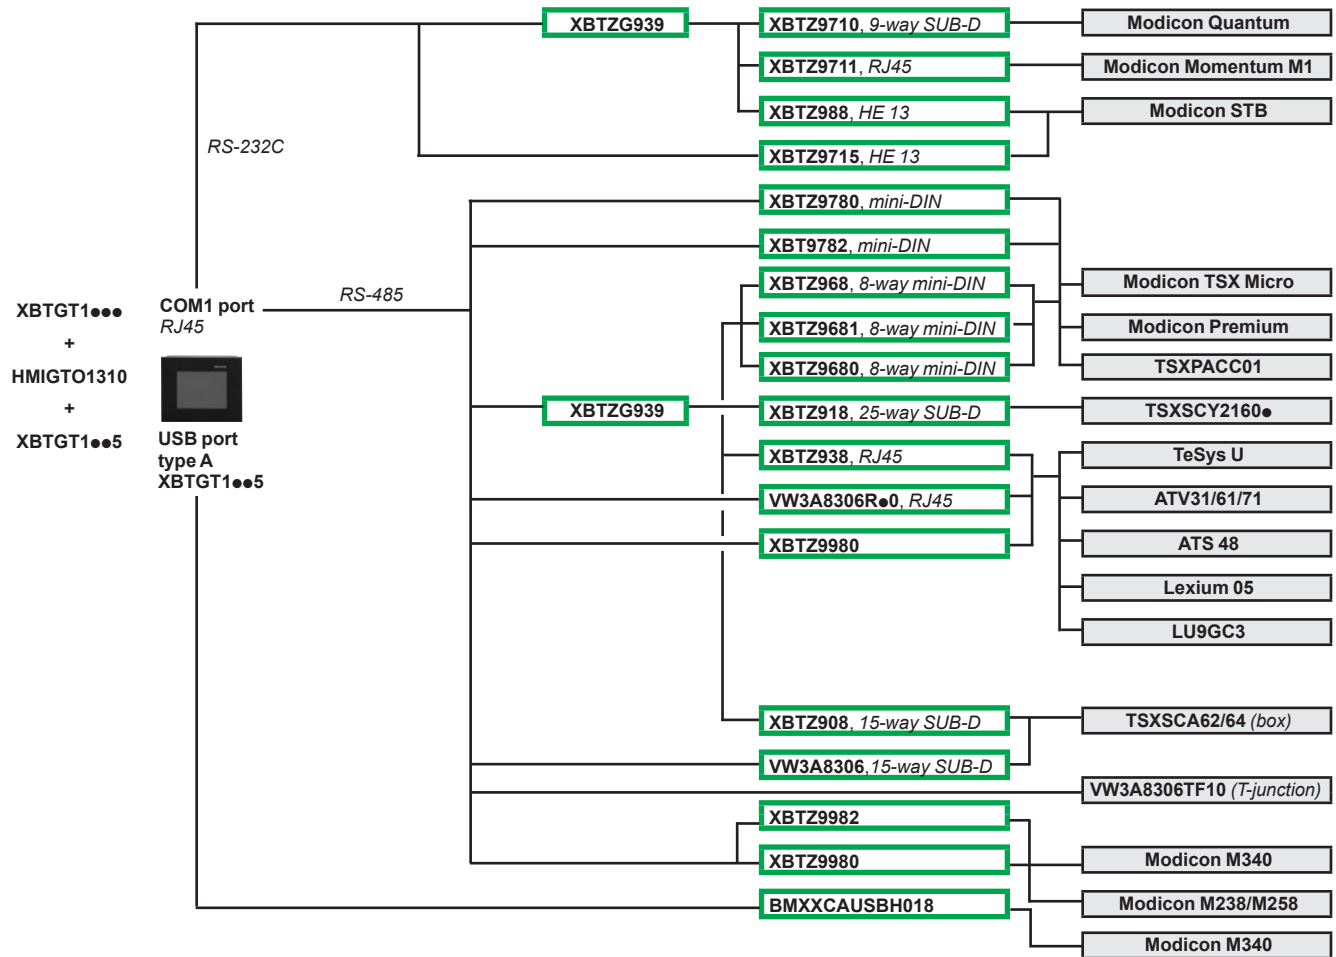 XBTZG939
XBTZ9710, 9-way SUB-D
Modicon Quantum
XBTZ9711, RJ45
Modicon Momentum M1
XBTZ988, HE 13
Modicon STB
RS-232C
XBTZ9715, HE 13
XBTZ9780, mini-DIN
XBT9782, mini-DIN
XBTZ968, 8-way mini-DIN
Modicon TSX Micro
XBTGT1●●●
+
HMIGTO1310
+
XBTGT1●●5
COM1 port
RJ45
RS-485
USB port
type A
XBTGT1●●5
XBTZ9681, 8-way mini-DIN
Modicon Premium
XBTZ9680, 8-way mini-DIN
TSXPACC01
XBTZG939
XBTZ918, 25-way SUB-D
TSXSCY2160●
XBTZ938, RJ45
TeSys U
VW3A8306R●0, RJ45
ATV31/61/71
XBTZ9980
ATS 48
Lexium 05
LU9GC3
XBTZ908, 15-way SUB-D
TSXSCA62/64 (box)
VW3A8306,15-way SUB-D
VW3A8306TF10 (T-junction)
XBTZ9982
XBTZ9980
Modicon M340
BMXXCAUSBH018
Modicon M238/M258
Modicon M340